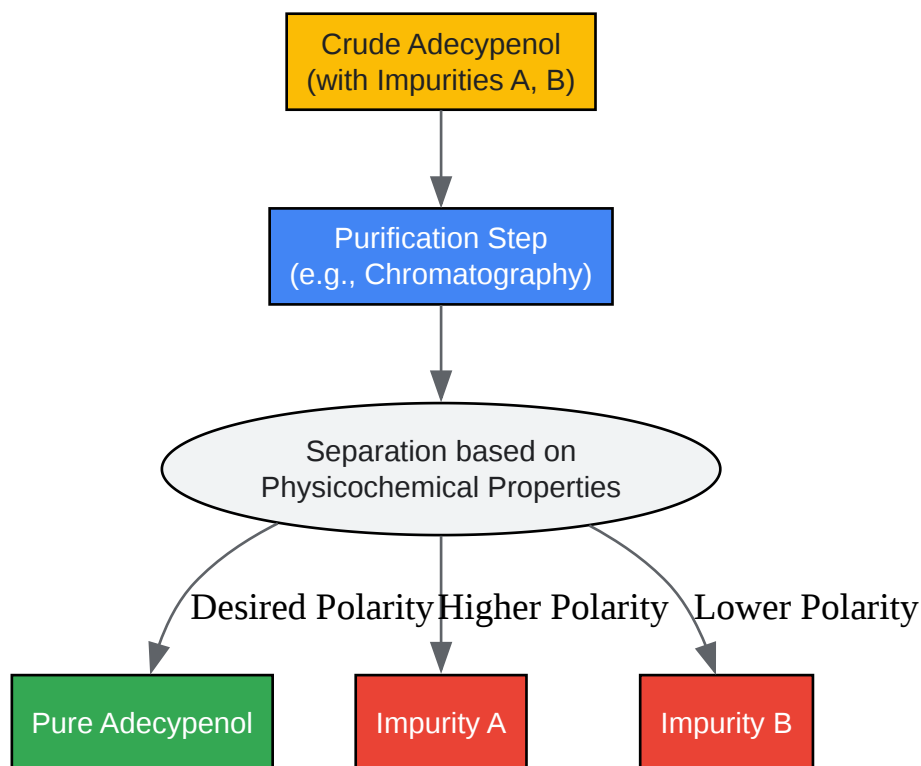 Crude Adecypenol
(with Impurities A, B)
Purification Step
(e.g., Chromatography)
Separation based on
Physicochemical Properties
Desired Polarity
Higher Polarity
Lower Polarity
Pure Adecypenol
Impurity A
Impurity B